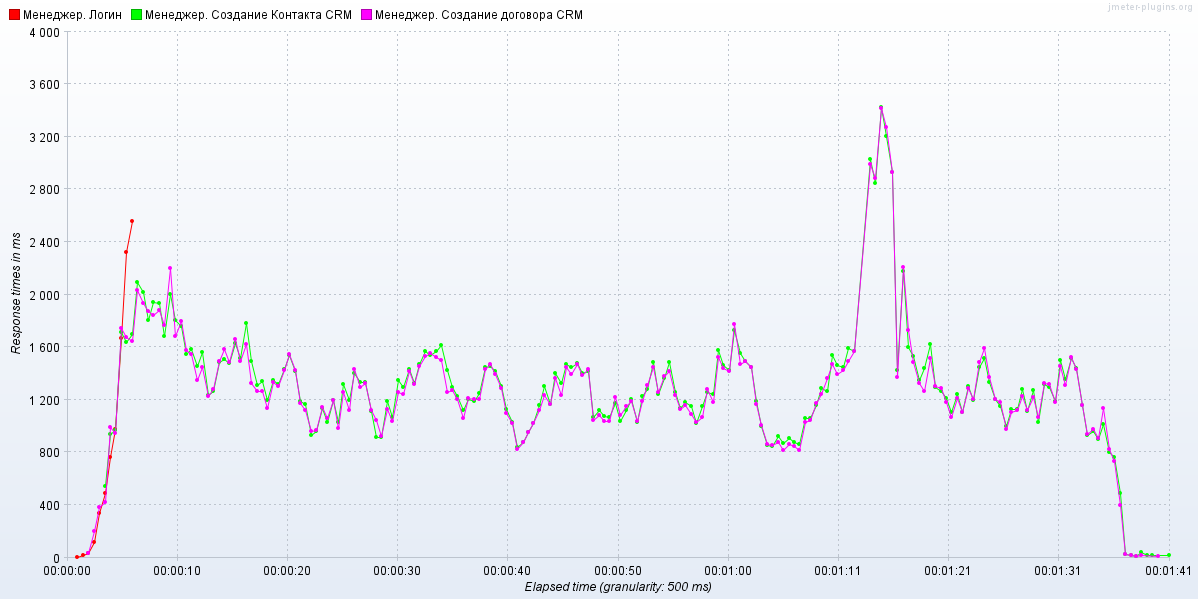 jmeter-plugins.org
Менеджер. Логин Менеджер. Создание Контакта CRM Менеджер. Создание договора CRM
4 000
3 600
3 200
2 800
2 400
2 000
1 600
1 200
800
400
0
Response times in ms
00:00:00 00:00:10 00:00:20 00:00:30 00:00:40 00:00:50 00:01:00 00:01:11 00:01:21 00:01:31 00:01:41
Elapsed time (granularity: 500 ms)